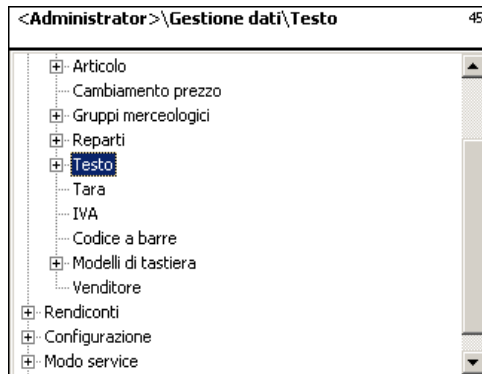 <Administrator>\Gestione dati\Testo 45
Articolo
Cambiamento prezzo
Gruppi merceologici
Reparti
Testo
Tara
IVA
Codice a barre
Modelli di tastiera
Venditore
Rendiconti
Configurazione
Modo service